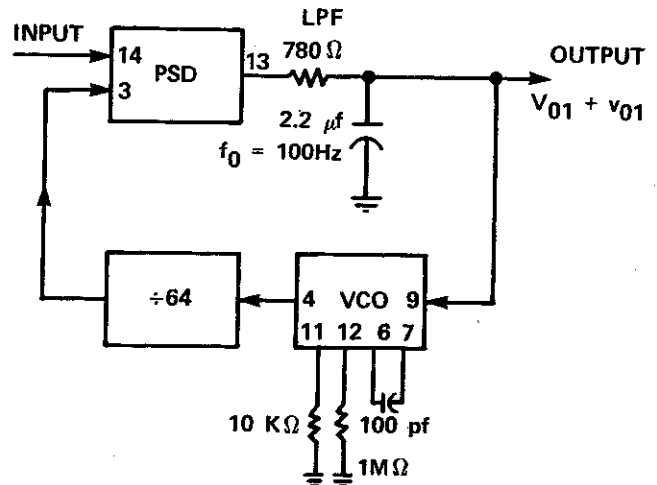 LPF
INPUT
780 Ω
OUTPUT
14
PSD
13
3
V01 + v01
2.2 μf
f0 = 100Hz
÷64
4 VCO 9
11 12 6 7
10 KΩ
100 pf
1MΩ